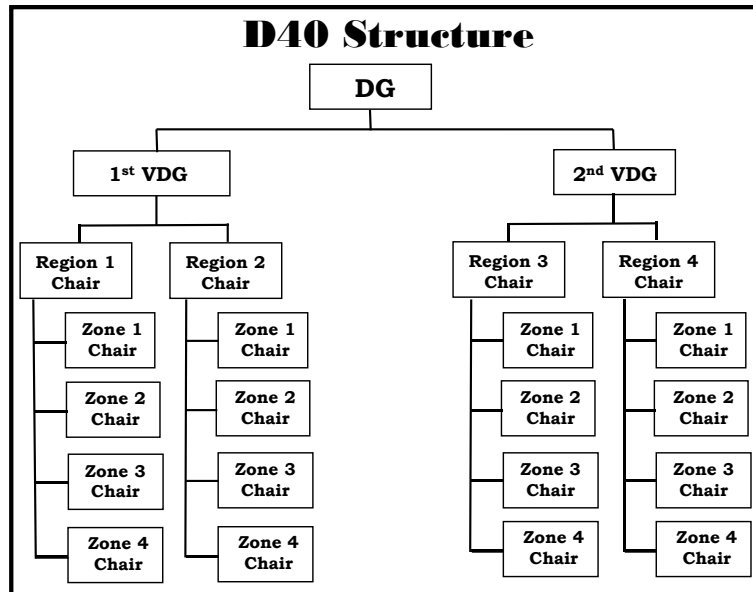 D40 Structure
DG
1st VDG
2nd VDG
Region 1
Chair
Region 2
Chair
Region 3
Chair
Region 4
Chair
Zone 1
Chair
Zone 1
Chair
Zone 1
Chair
Zone 1
Chair
Zone 2
Chair
Zone 2
Chair
Zone 2
Chair
Zone 2
Chair
Zone 3
Chair
Zone 3
Chair
Zone 3
Chair
Zone 3
Chair
Zone 4
Chair
Zone 4
Chair
Zone 4
Chair
Zone 4
Chair